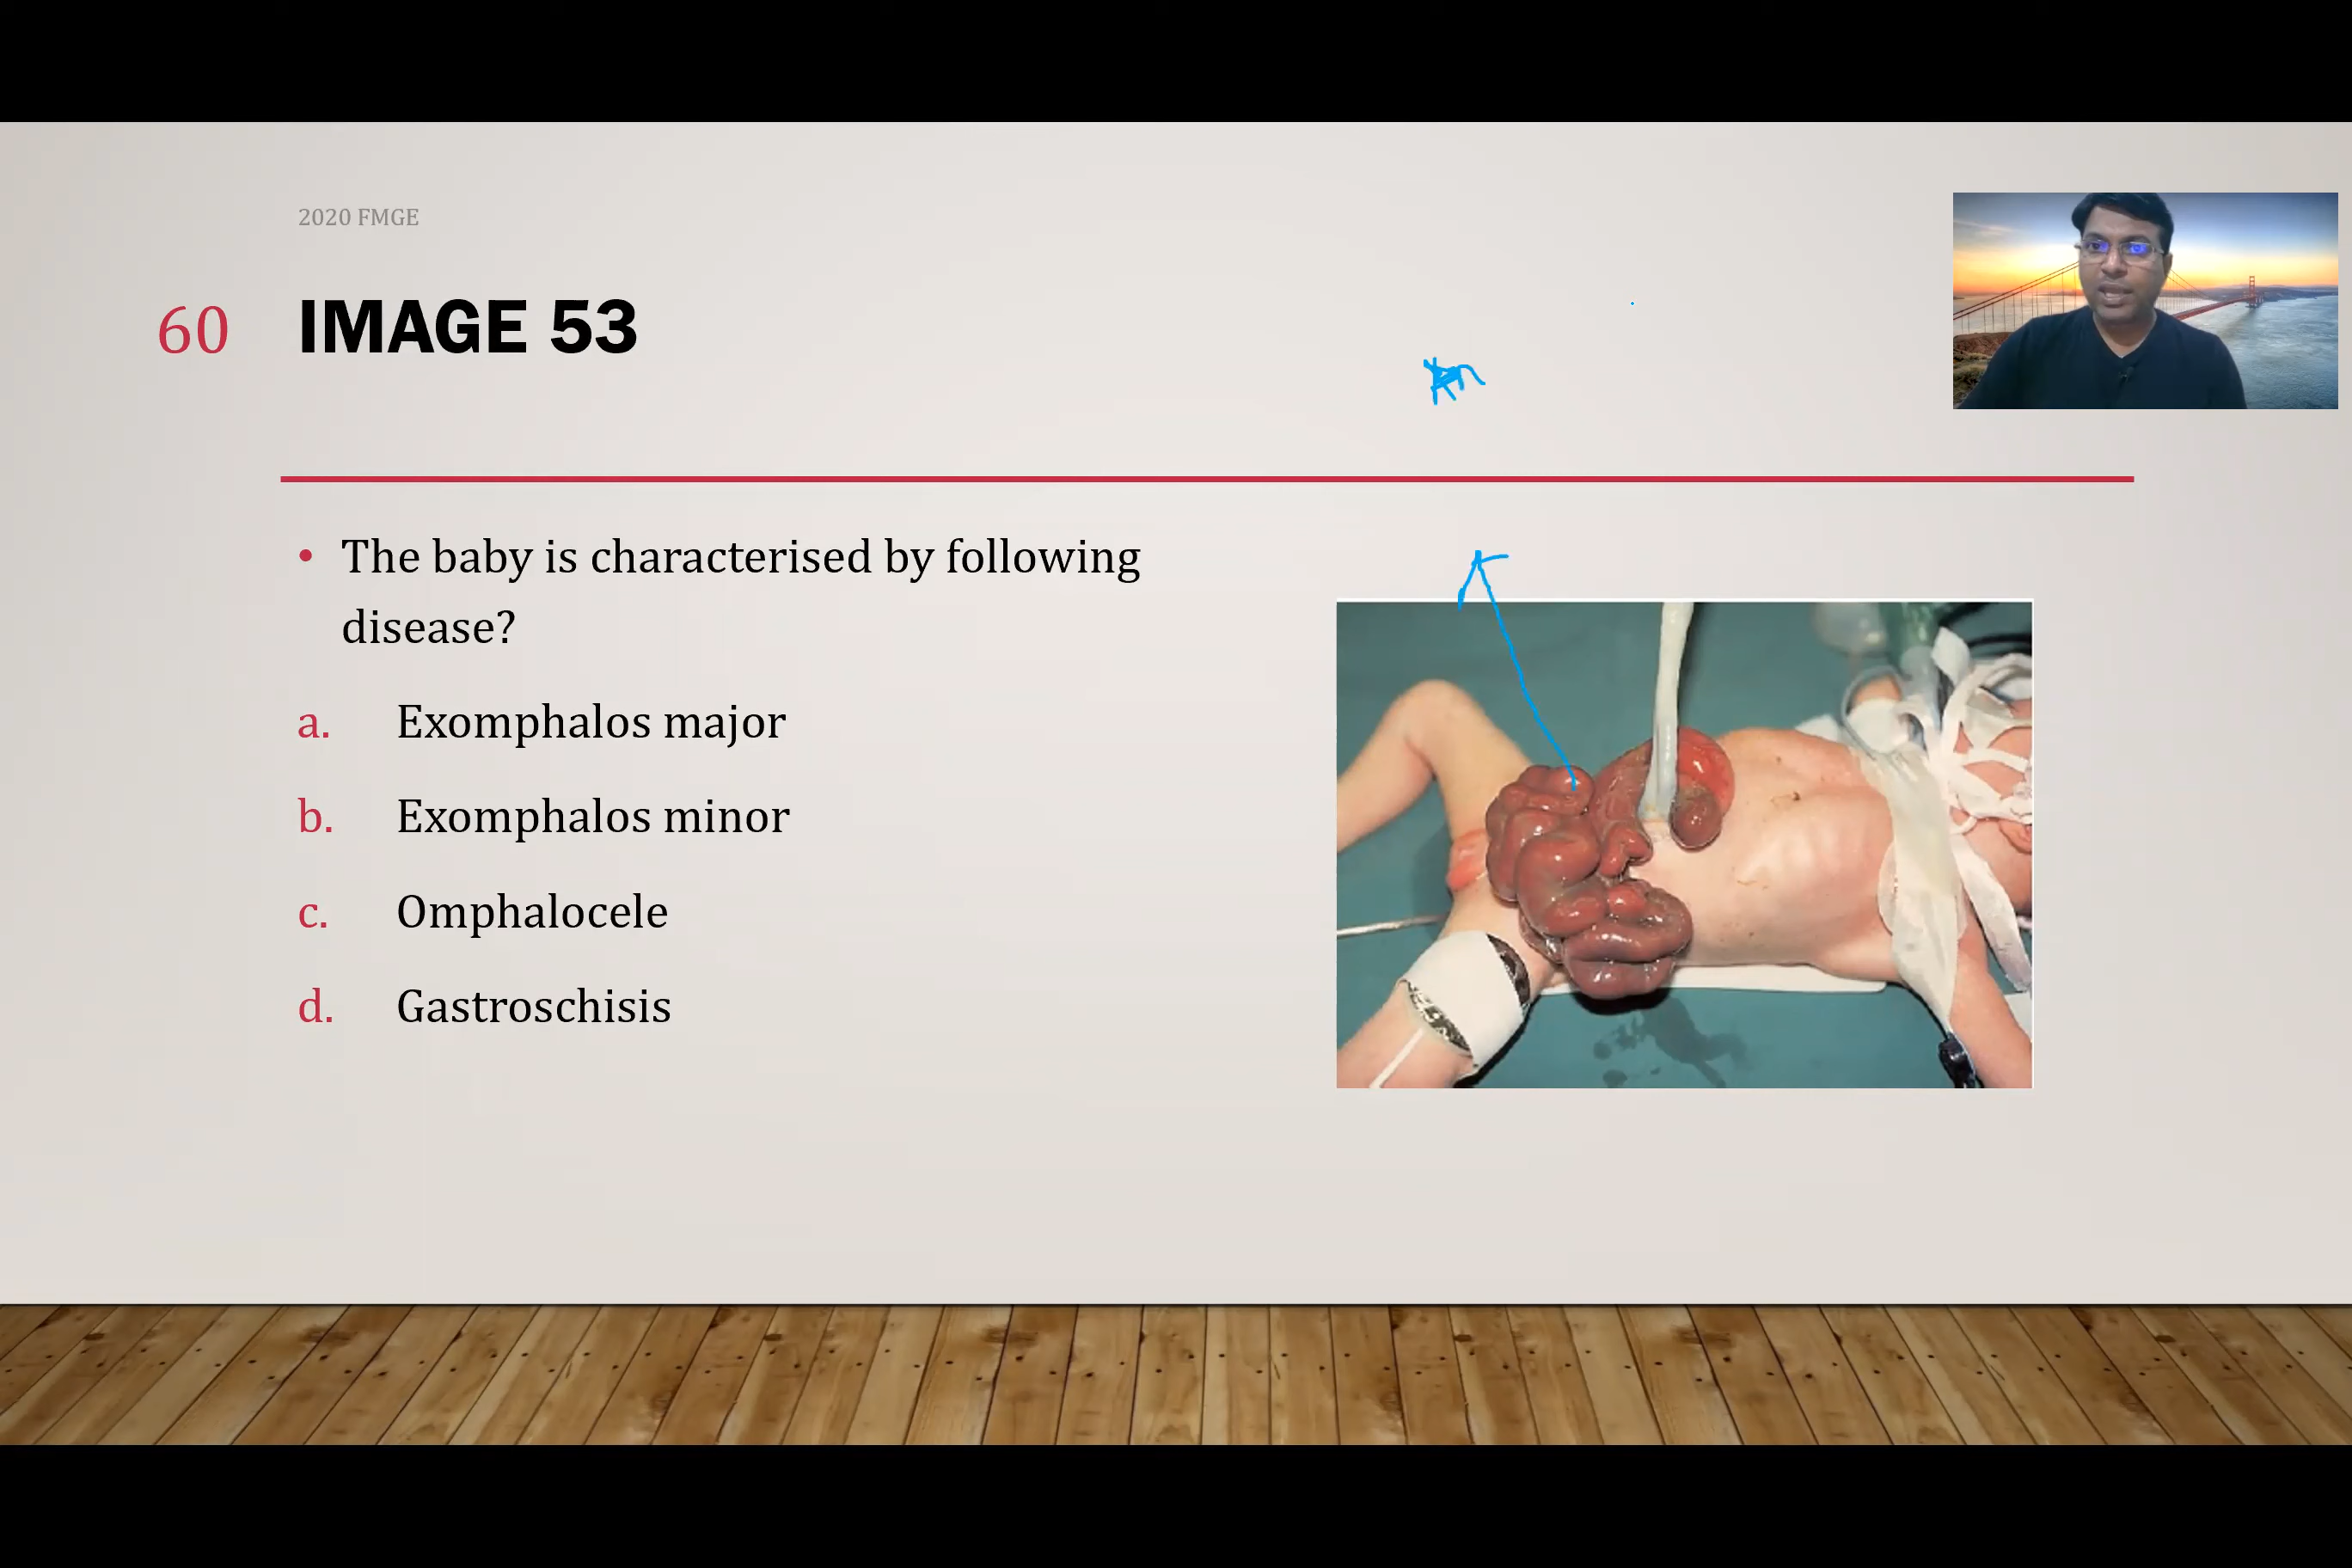 2020 FMGE
60 IMAGE 53
• The baby is characterised by following
disease?
a. Exomphalos major
b. Exomphalos minor
c. Omphalocele
d. Gastroschisis